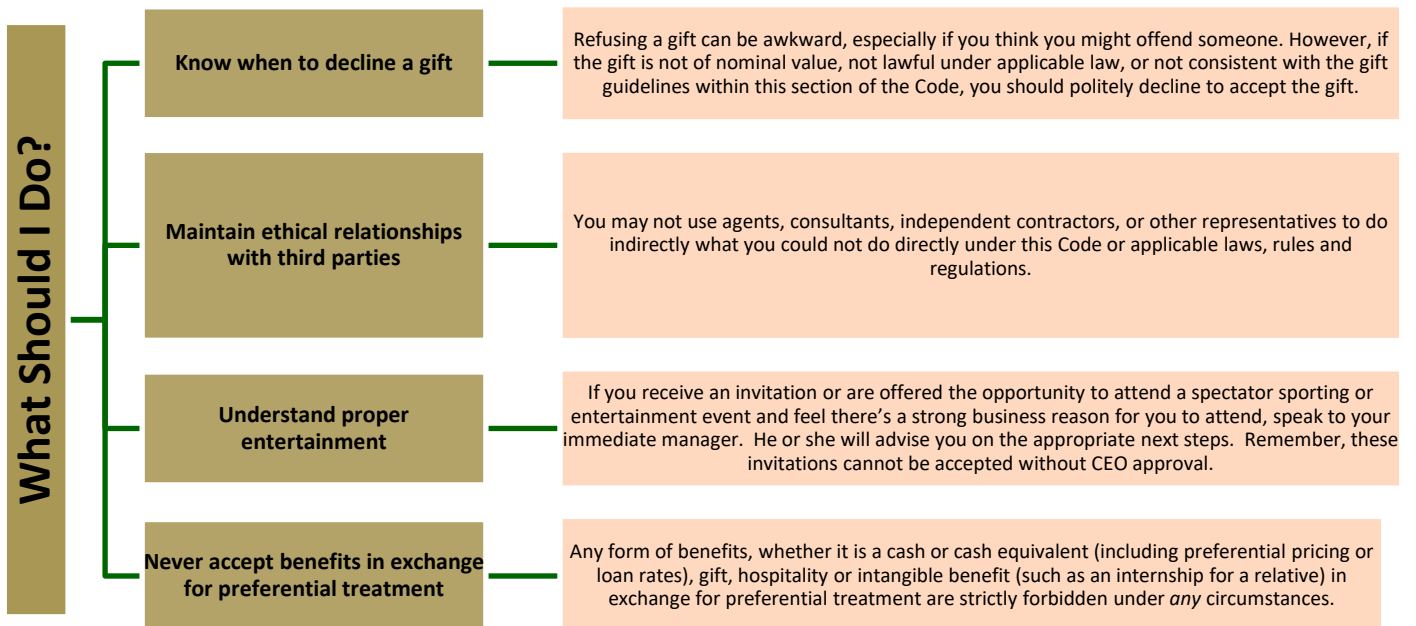 What Should I Do?
Know when to decline a gift
Refusing a gift can be awkward, especially if you think you might offend someone. However, if
the gift is not of nominal value, not lawful under applicable law, or not consistent with the gift
guidelines within this section of the Code, you should politely decline to accept the gift.
Maintain ethical relationships
with third parties
You may not use agents, consultants, independent contractors, or other representatives to do
indirectly what you could not do directly under this Code or applicable laws, rules and
regulations.
Understand proper
entertainment
If you receive an invitation or are offered the opportunity to attend a spectator sporting or
entertainment event and feel there’s a strong business reason for you to attend, speak to your
immediate manager.  He or she will advise you on the appropriate next steps.  Remember, these
invitations cannot be accepted without CEO approval.
Never accept benefits in exchange
for preferential treatment
Any form of benefits, whether it is a cash or cash equivalent (including preferential pricing or
loan rates), gift, hospitality or intangible benefit (such as an internship for a relative) in
exchange for preferential treatment are strictly forbidden under any circumstances.